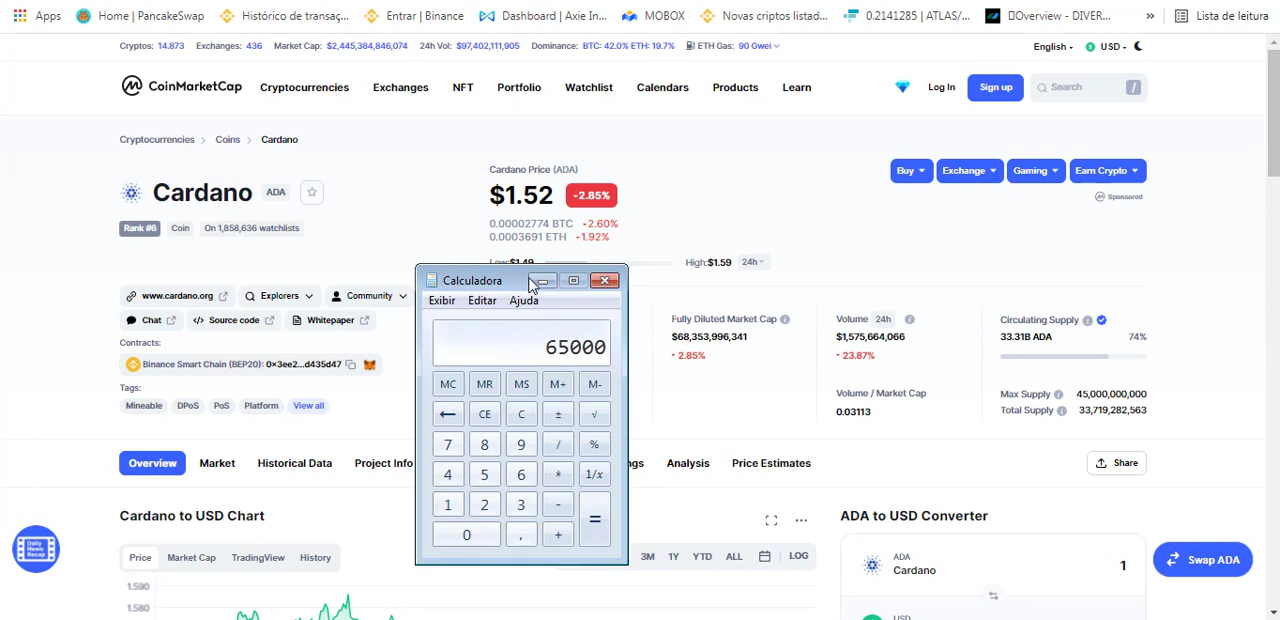 Apps Home | PancakeSwap Histórico de transaç... Entrar | Binance Dashboard | Axie In... MOBOX Novas criptos listad... 0.2141285 | ATLAS/... Overview - DIVER... » Lista de leitura
Cryptos: 14.873 Exchanges: 436 Market Cap: $2,445,384,846,074 24h Vol: $97,402,111,905 Dominance: BTC: 42.0% ETH: 19.7% ETH Gas: 90 Gwei English USD
CoinMarketCap Cryptocurrencies Exchanges NFT Portfolio Watchlist Calendars Products Learn Log In Sign up Search /
Cryptocurrencies Coins Cardano
Cardano ADA
Rank #6 Coin On 1,858,636 watchlists
Cardano Price (ADA)
$1.52 -2.85%
0.00002774 BTC -2.60%
0.0003691 ETH -1.92%
Low:$1.49 High:$1.59 24h
Buy Exchange Gaming Earn Crypto
Sponsored
www.cardano.org Explorers Community
Chat Source code Whitepaper
Contracts:
Binance Smart Chain (BEP20): 0x3ee2...d435d47
Tags:
Mineable DPoS PoS Platform View all
Calculadora
Exibir Editar Ajuda
65000
MC MR MS M+ M-
← CE C ± √
7 8 9 / %
4 5 6 * 1/x
1 2 3 - =
0 , +
Fully Diluted Market Cap
$68,353,996,341
- 2.85%
Volume 24h
$1,575,664,066
- 23.87%
Volume / Market Cap
0.03113
Circulating Supply
33.31B ADA 74%
Max Supply 45,000,000,000
Total Supply 33,719,282,563
Overview Market Historical Data Project Info ngs Analysis Price Estimates Share
Cardano to USD Chart
Price Market Cap TradingView History 3M 1Y YTD ALL LOG
1.590
1.580
Daily News Recap
ADA to USD Converter
ADA
Cardano 1
USD
Swap ADA